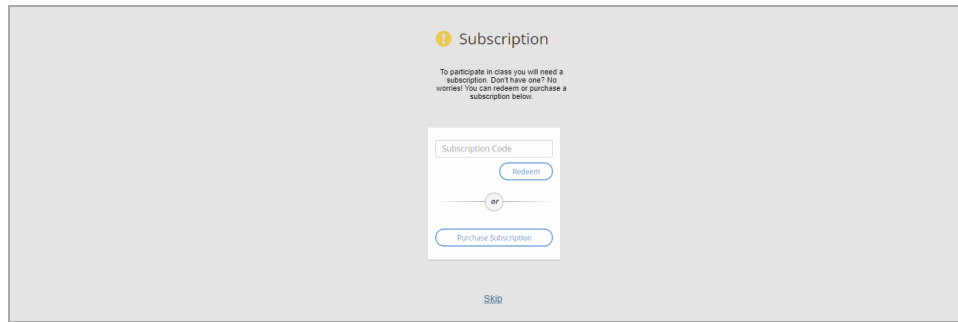 Subscription
To participate in class you will need a
subscription. Don't have one? No
worries! You can redeem or purchase a
subscription below.
Subscription Code
Redeem
or
Purchase Subscription
Skip